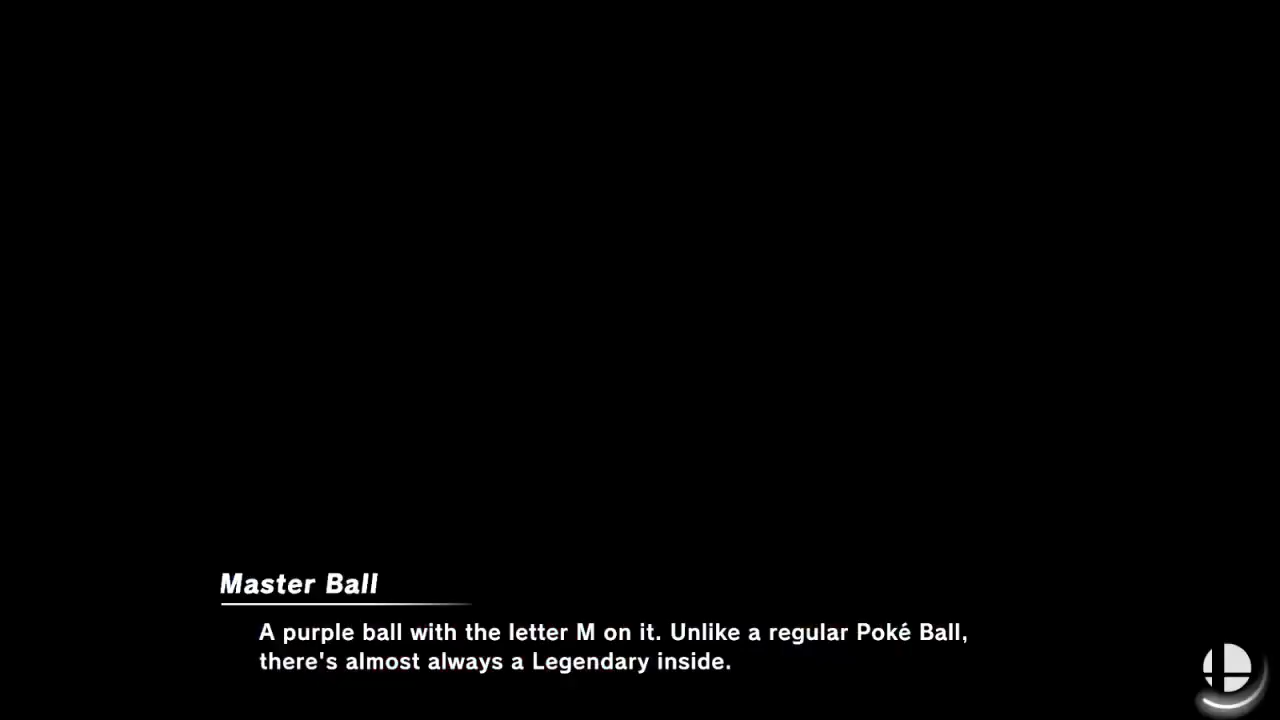 Master Ball
A purple ball with the letter M on it. Unlike a regular Poké Ball,
there's almost always a Legendary inside.